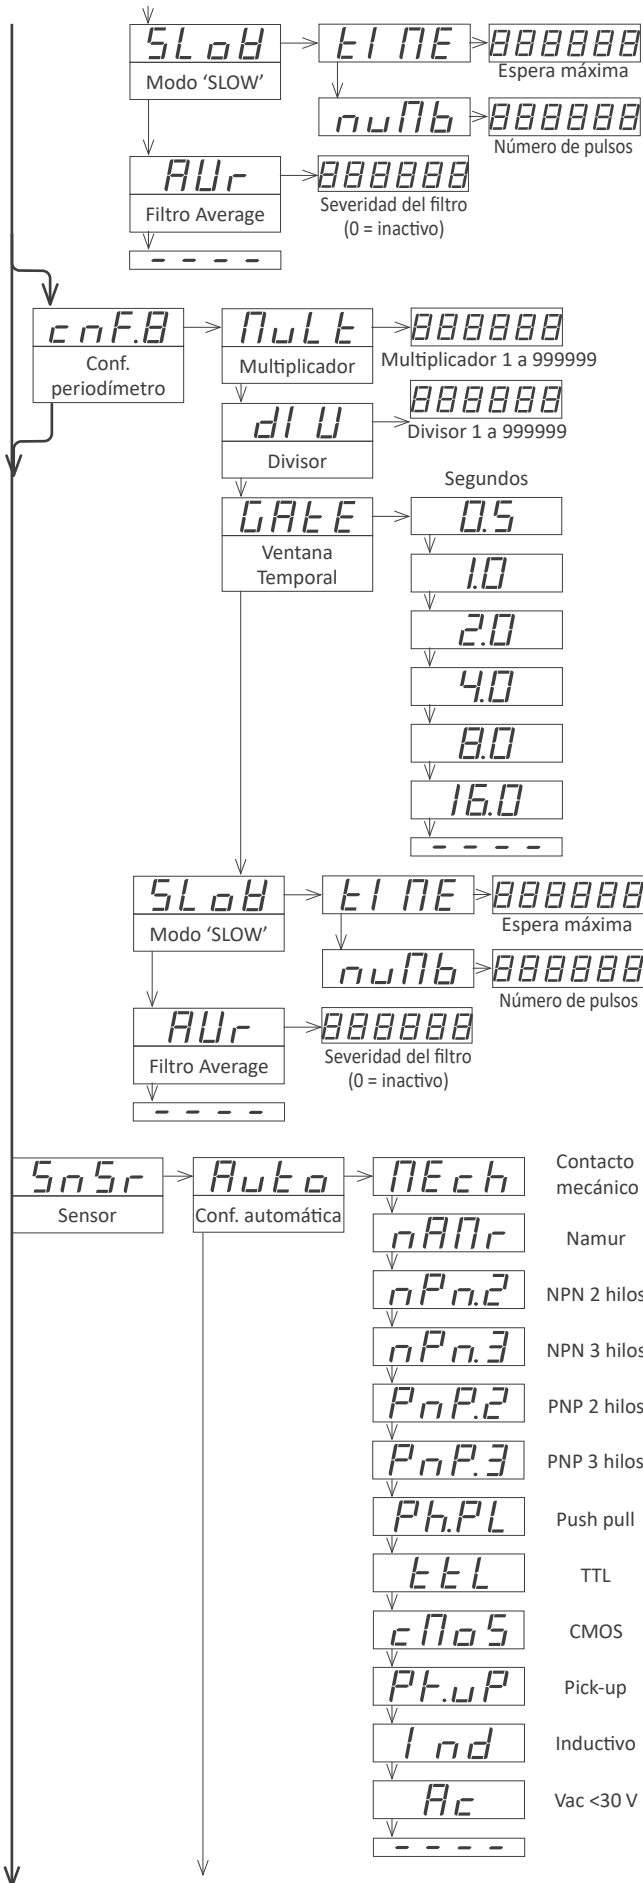 SLoW tIME 888888
Modo ‘SLOW’ Espera máxima
nuMb 888888
Número de pulsos
AVr 888888
Filtro Average Severidad del filtro
(0 = inactivo)
- - - -
cnF.8 MuLt 888888
Conf. Multiplicador Multiplicador 1 a 999999
periodímetro
dIV 888888
Divisor Divisor 1 a 999999
Segundos
GAtE 0.5
Ventana
Temporal
1.0
2.0
4.0
8.0
16.0
- - - -
SLoW tIME 888888
Modo ‘SLOW’ Espera máxima
nuMb 888888
Número de pulsos
AVr 888888
Filtro Average Severidad del filtro
(0 = inactivo)
- - - -
SnSr Auto MEch Contacto
mecánico
Sensor Conf. automática
nAMr Namur
nPn.2 NPN 2 hilos
nPn.3 NPN 3 hilos
PnP.2 PNP 2 hilos
PnP.3 PNP 3 hilos
Ph.PL Push pull
ttL TTL
cMoS CMOS
Pk.uP Pick-up
Ind Inductivo
Ac Vac <30 V
- - - -